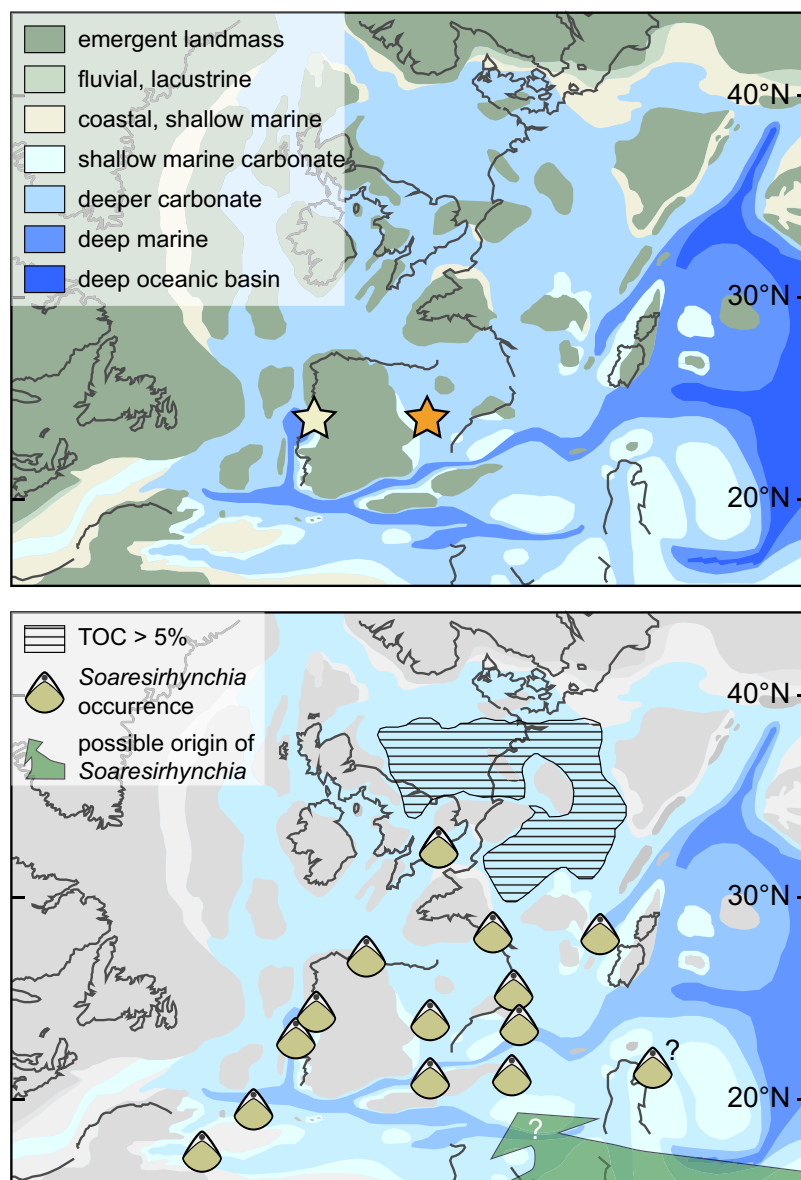 emergent landmass
fluvial, lacustrine
coastal, shallow marine
shallow marine carbonate
deeper carbonate
deep marine
deep oceanic basin
40°N
30°N
20°N
TOC > 5%
Soaresirhynchia
occurrence
possible origin of
Soaresirhynchia
40°N
30°N
?
20°N
?